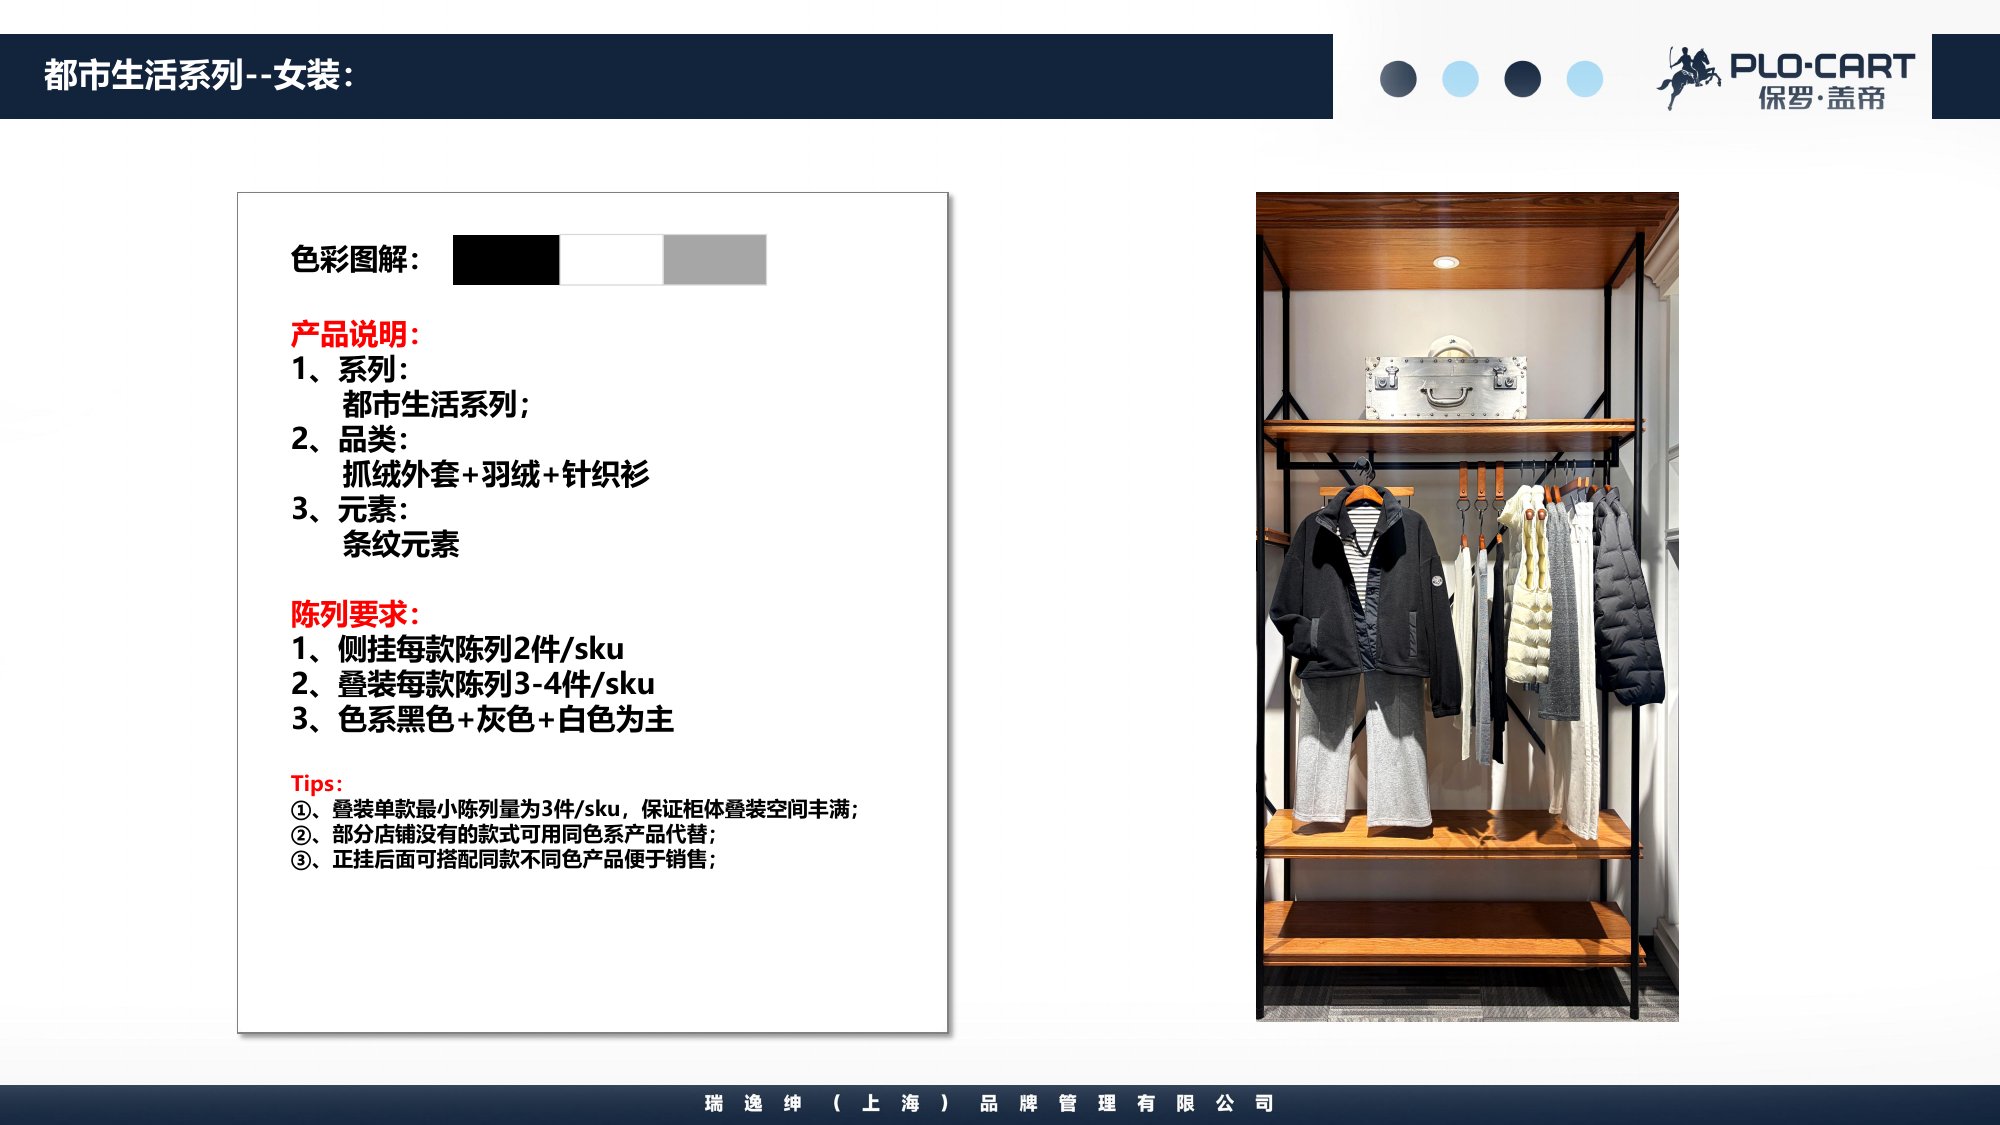 都市生活系列--女装：
PLO·CART
保罗·盖帝
色彩图解：
产品说明：
1、系列：
都市生活系列；
2、品类：
抓绒外套+羽绒+针织衫
3、元素：
条纹元素
陈列要求：
1、侧挂每款陈列2件/sku
2、叠装每款陈列3-4件/sku
3、色系黑色+灰色+白色为主
Tips：
①、叠装单款最小陈列量为3件/sku，保证柜体叠装空间丰满；
②、部分店铺没有的款式可用同色系产品代替；
③、正挂后面可搭配同款不同色产品便于销售；
瑞逸绅（上海）品牌管理有限公司